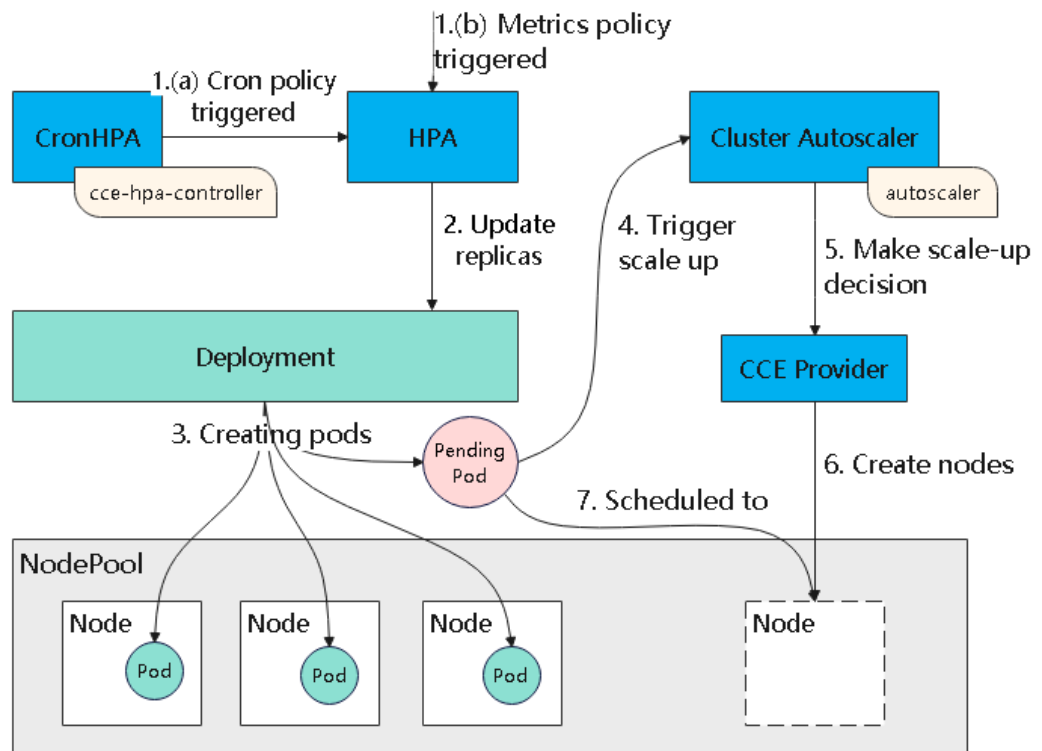 1.(b) Metrics policy
triggered
1.(a) Cron policy
triggered
CronHPA
HPA
Cluster Autoscaler
cce-hpa-controller
autoscaler
2. Update
replicas
4. Trigger
scale up
5. Make scale-up
decision
Deployment
CCE Provider
3. Creating pods
Pending
Pod
6. Create nodes
7. Scheduled to
NodePool
Node
Pod
Node
Pod
Node
Pod
Node